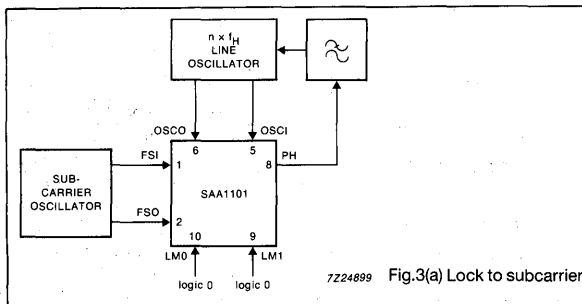 n × fH
LINE
OSCILLATOR
OSCO
OSCI
6
5
FSI
1
8
PH
SUB-
CARRIER
OSCILLATOR
SAA1101
FSO
2
10
9
LM0
LM1
logic 0
logic 0
7Z24899
Fig.3(a) Lock to subcarrier